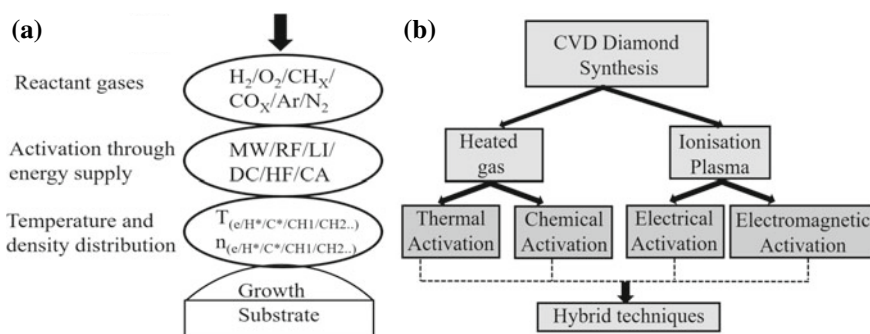 (a)
Reactant gases
H₂/O₂/CHₓ/
COₓ/Ar/N₂
Activation through
energy supply
MW/RF/LI/
DC/HF/CA
Temperature and
density distribution
T(e/H*/C*/CH1/CH2..)
n(e/H*/C*/CH1/CH2..)
Growth
Substrate
(b)
CVD Diamond
Synthesis
Heated
gas
Ionisation
Plasma
Thermal
Activation
Chemical
Activation
Electrical
Activation
Electromagnetic
Activation
Hybrid techniques